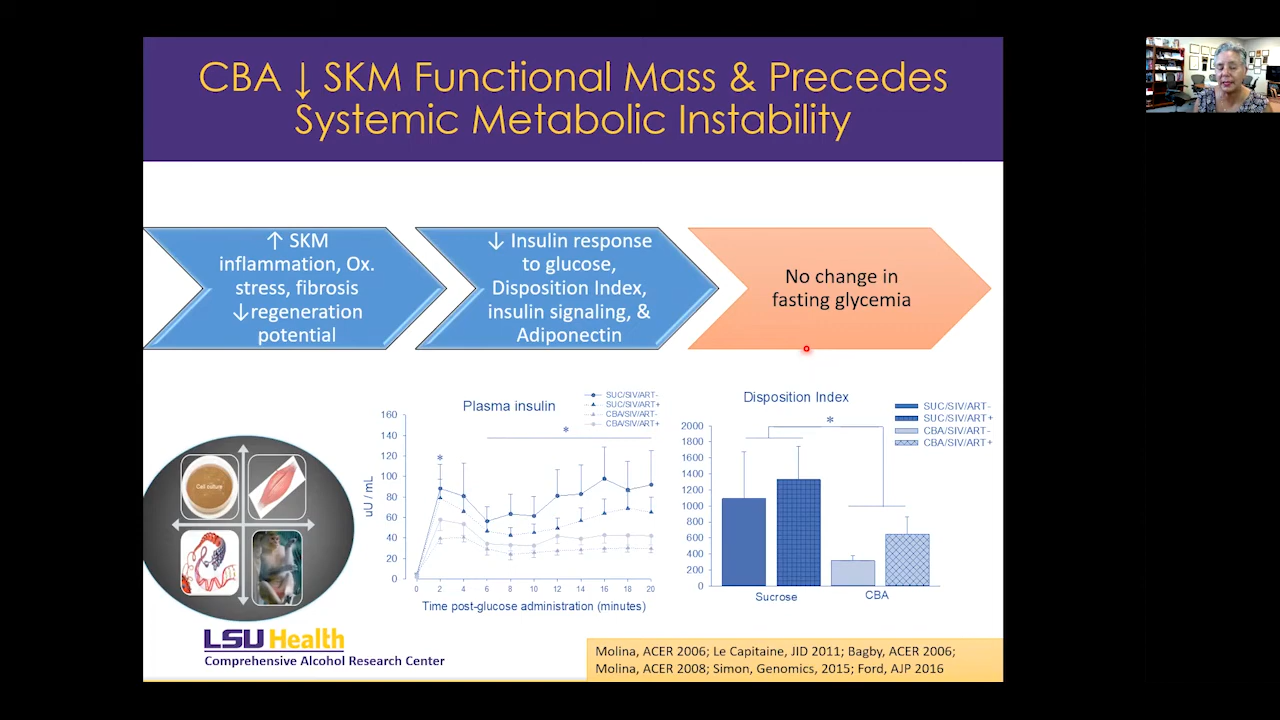 CBA ↓ SKM Functional Mass & Precedes
Systemic Metabolic Instability
↑ SKM
inflammation, Ox.
stress, fibrosis
↓regeneration
potential
↓ Insulin response
to glucose,
Disposition Index,
insulin signaling, &
Adiponectin
No change in
fasting glycemia
Cell culture
LSU Health
Comprehensive Alcohol Research Center
Plasma insulin
SUC/SIV/ART-
SUC/SIV/ART+
CBA/SIV/ART-
CBA/SIV/ART+
*
*
160
140
120
100
80
60
40
20
0
uU / mL
0 2 4 6 8 10 12 14 16 18 20
Time post-glucose administration (minutes)
Disposition Index
SUC/SIV/ART-
SUC/SIV/ART+
CBA/SIV/ART-
CBA/SIV/ART+
*
2000
1800
1600
1400
1200
1000
800
600
400
200
0
Sucrose CBA
Molina, ACER 2006; Le Capitaine, JID 2011; Bagby, ACER 2006;
Molina, ACER 2008; Simon, Genomics, 2015; Ford, AJP 2016